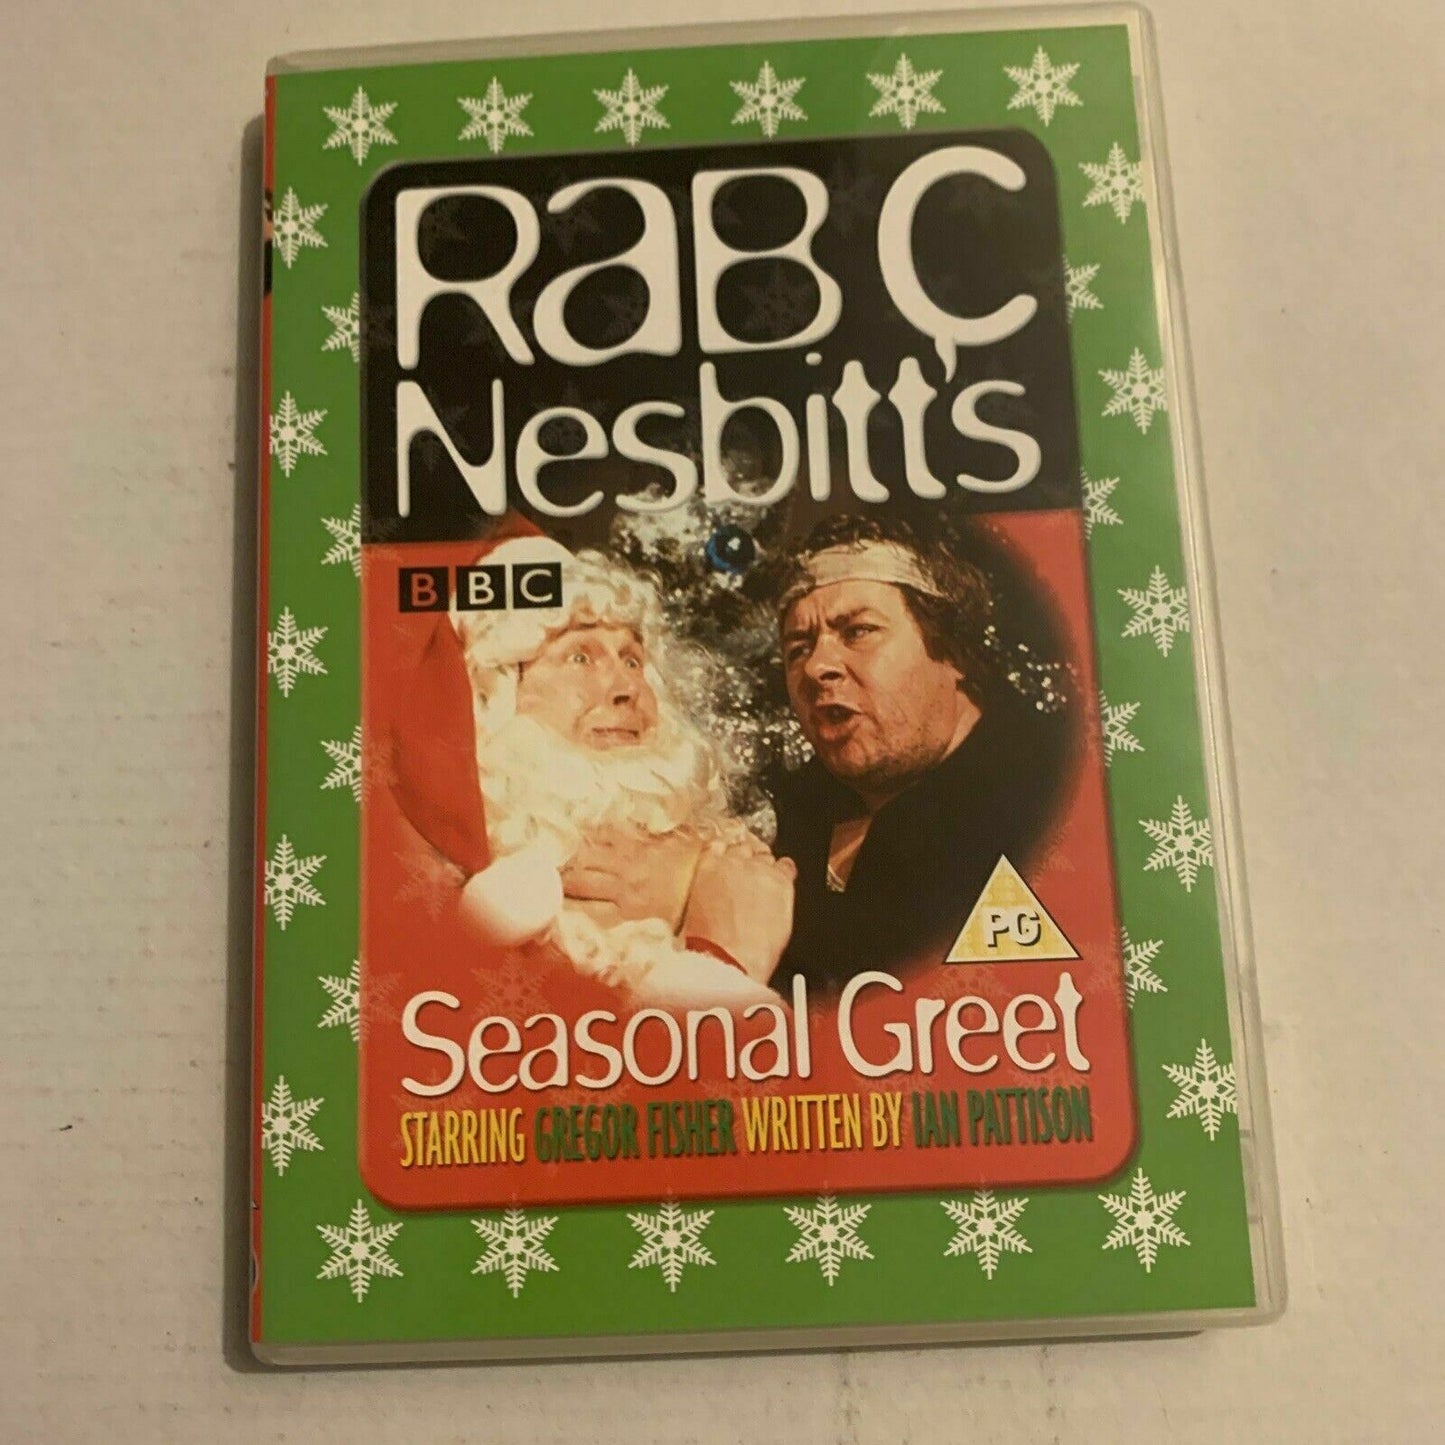 Rab C
Nesbitt's
BBC
PG
Seasonal Greet
STARRING GREGOR FISHER WRITTEN BY IAN PATTISON